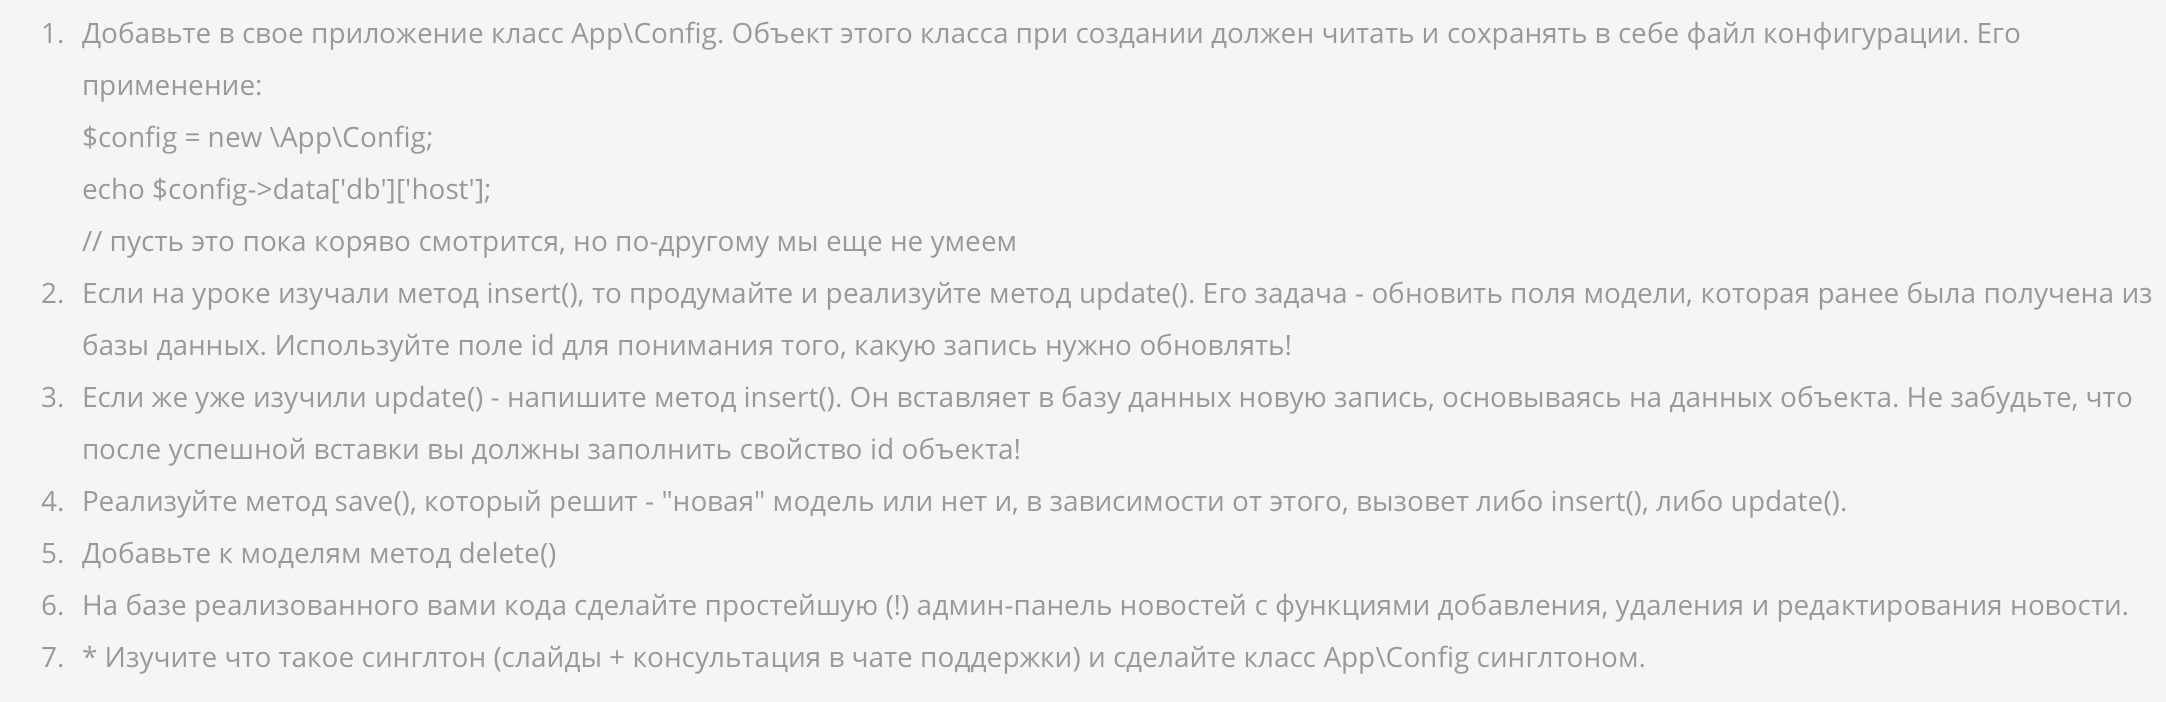 1. Добавьте в свое приложение класс App\Config. Объект этого класса при создании должен читать и сохранять в себе файл конфигурации. Его
применение:
$config = new \App\Config;
echo $config->data['db']['host'];
// пусть это пока коряво смотрится, но по-другому мы еще не умеем
2. Если на уроке изучали метод insert(), то продумайте и реализуйте метод update(). Его задача - обновить поля модели, которая ранее была получена из
базы данных. Используйте поле id для понимания того, какую запись нужно обновлять!
3. Если же уже изучили update() - напишите метод insert(). Он вставляет в базу данных новую запись, основываясь на данных объекта. Не забудьте, что
после успешной вставки вы должны заполнить свойство id объекта!
4. Реализуйте метод save(), который решит - "новая" модель или нет и, в зависимости от этого, вызовет либо insert(), либо update().
5. Добавьте к моделям метод delete()
6. На базе реализованного вами кода сделайте простейшую (!) админ-панель новостей с функциями добавления, удаления и редактирования новости.
7. * Изучите что такое синглтон (слайды + консультация в чате поддержки) и сделайте класс App\Config синглтоном.